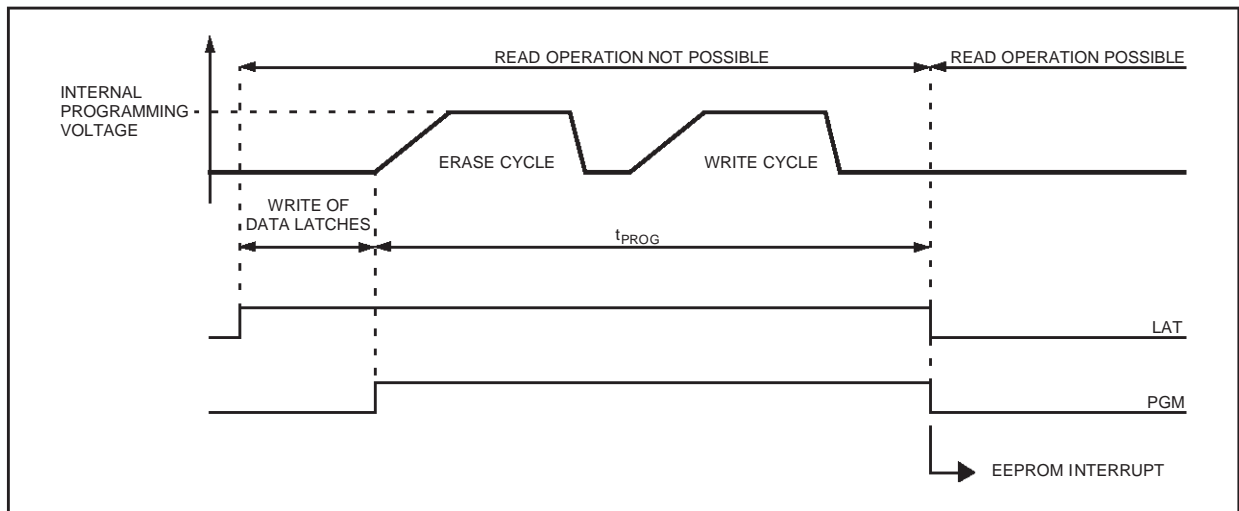 READ OPERATION NOT POSSIBLE
READ OPERATION POSSIBLE
INTERNAL
PROGRAMMING
VOLTAGE
ERASE CYCLE
WRITE CYCLE
WRITE OF
DATA LATCHES
tPROG
LAT
PGM
EEPROM INTERRUPT